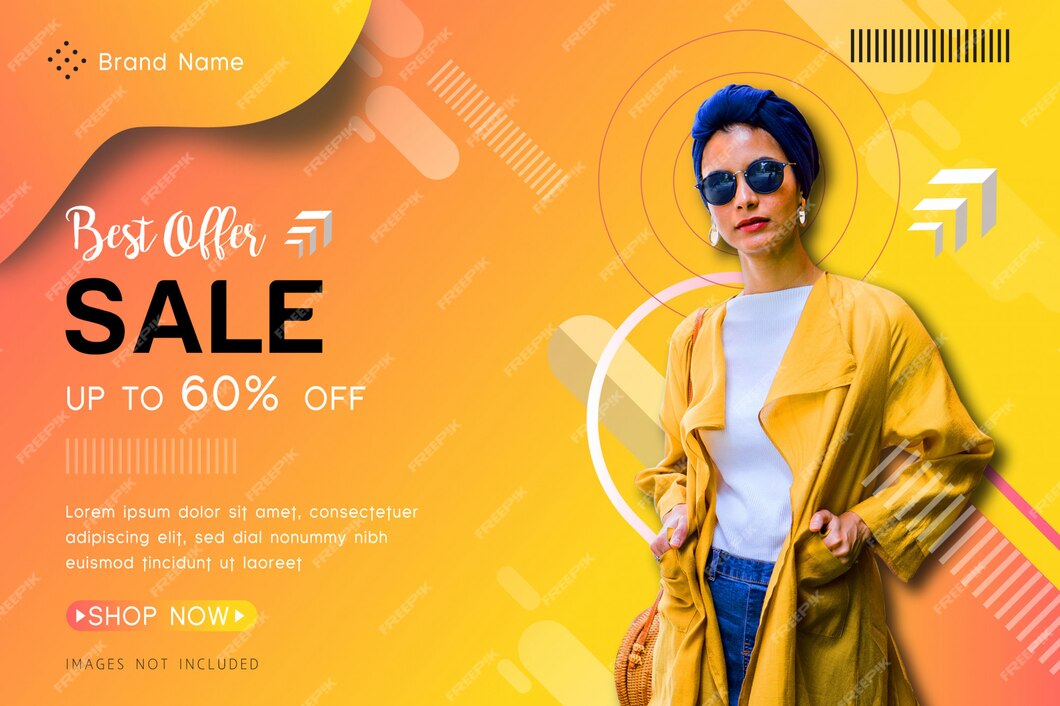 Brand Name
Best Offer
SALE
UP TO 60% OFF
Lorem ipsum dolor sit amet, consectetuer
adipiscing elit, sed dial nonummy nibh
euismod tincidunt ut laoreet
SHOP NOW
IMAGES NOT INCLUDED
FREEPIK